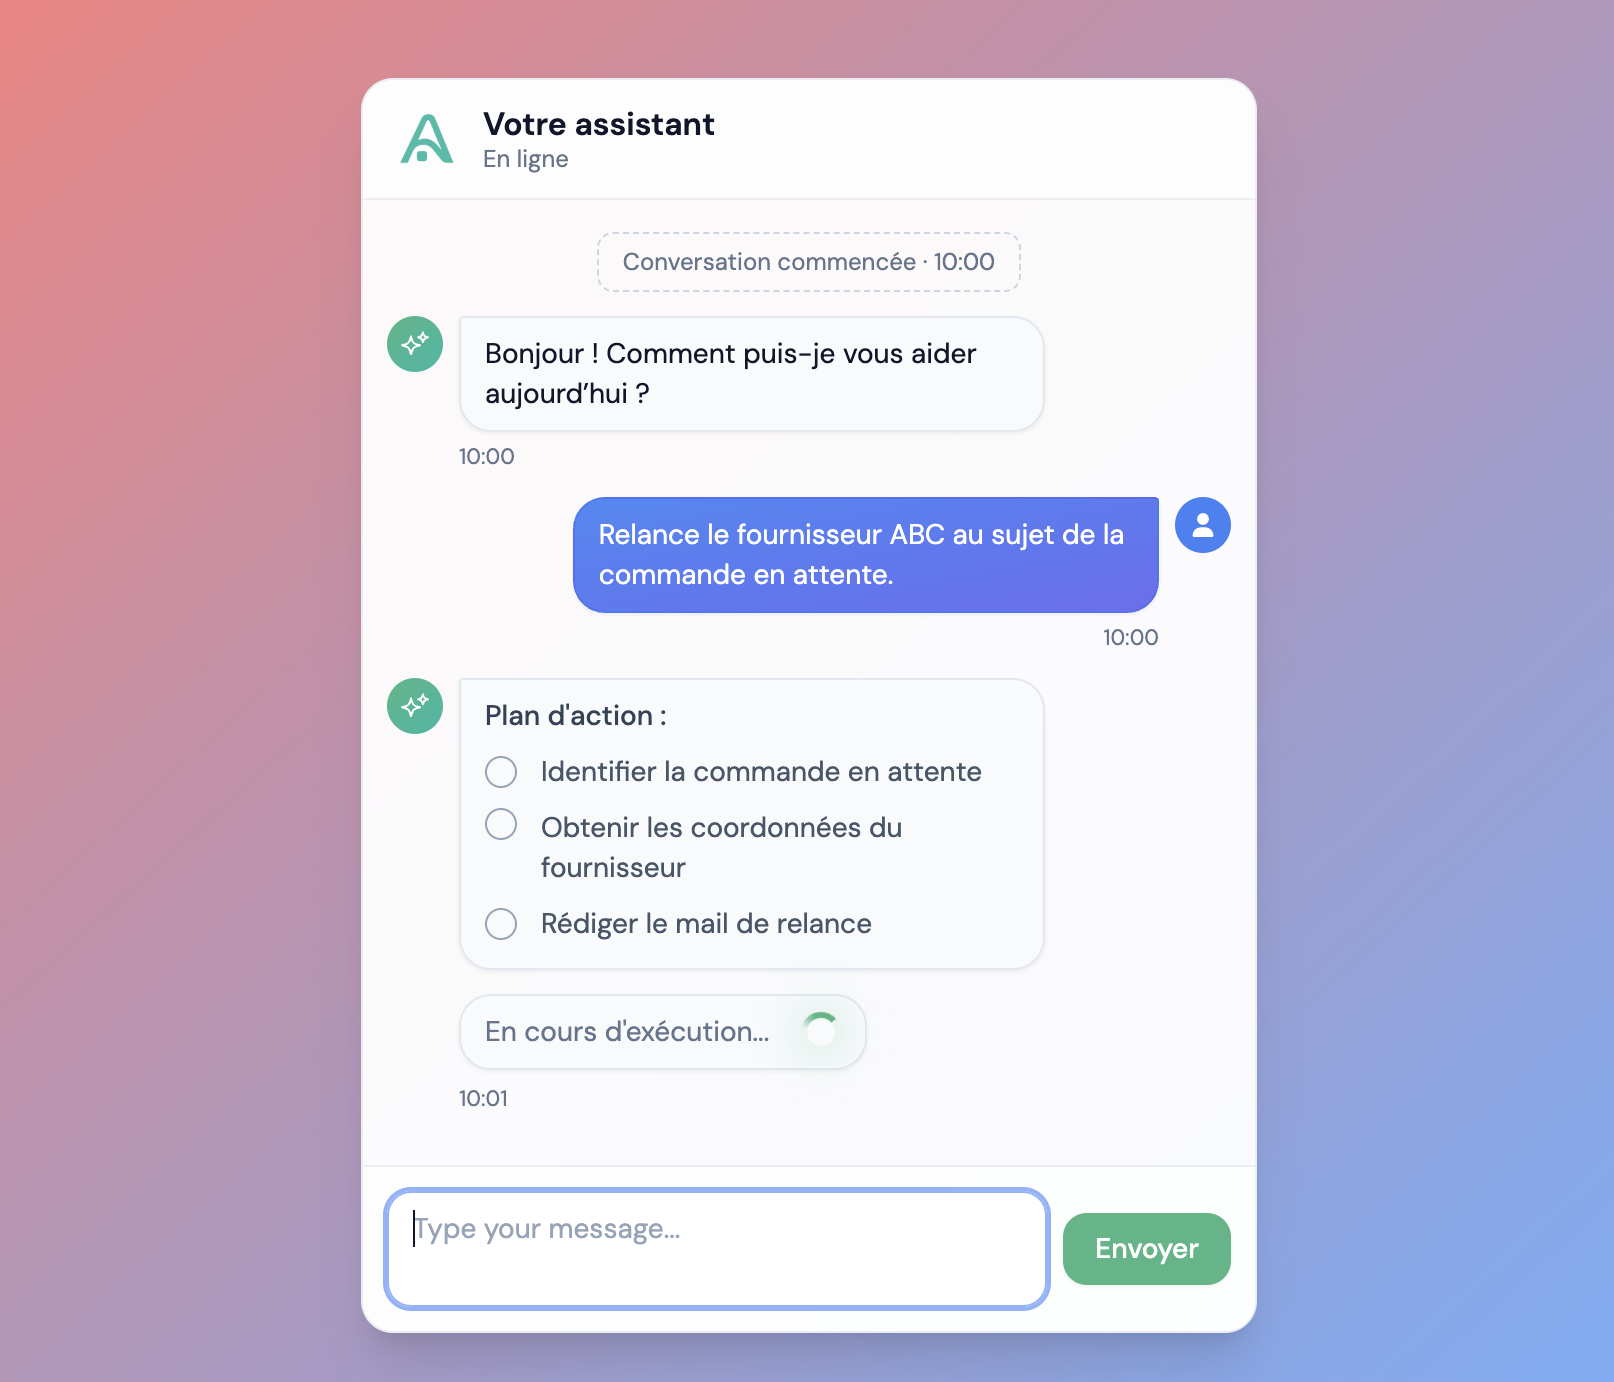 Votre assistant
En ligne
Conversation commencée · 10:00
Bonjour ! Comment puis-je vous aider
aujourd’hui ?
10:00
Relance le fournisseur ABC au sujet de la
commande en attente.
10:00
Plan d'action :
Identifier la commande en attente
Obtenir les coordonnées du
fournisseur
Rédiger le mail de relance
En cours d'exécution...
10:01
Type your message...
Envoyer